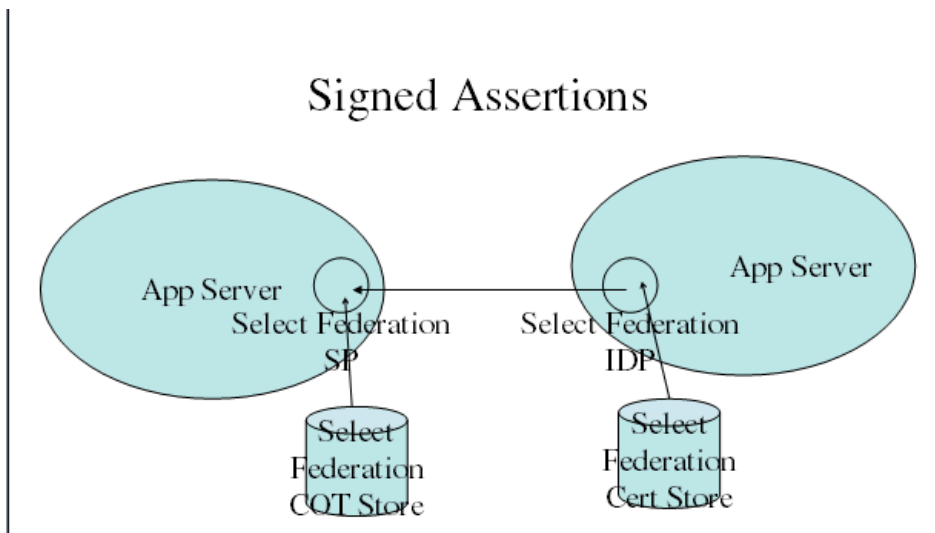 Signed Assertions
App Server
App Server
Select Federation
SP
Select Federation
IDP
Select
Federation
COT Store
Select
Federation
Cert Store